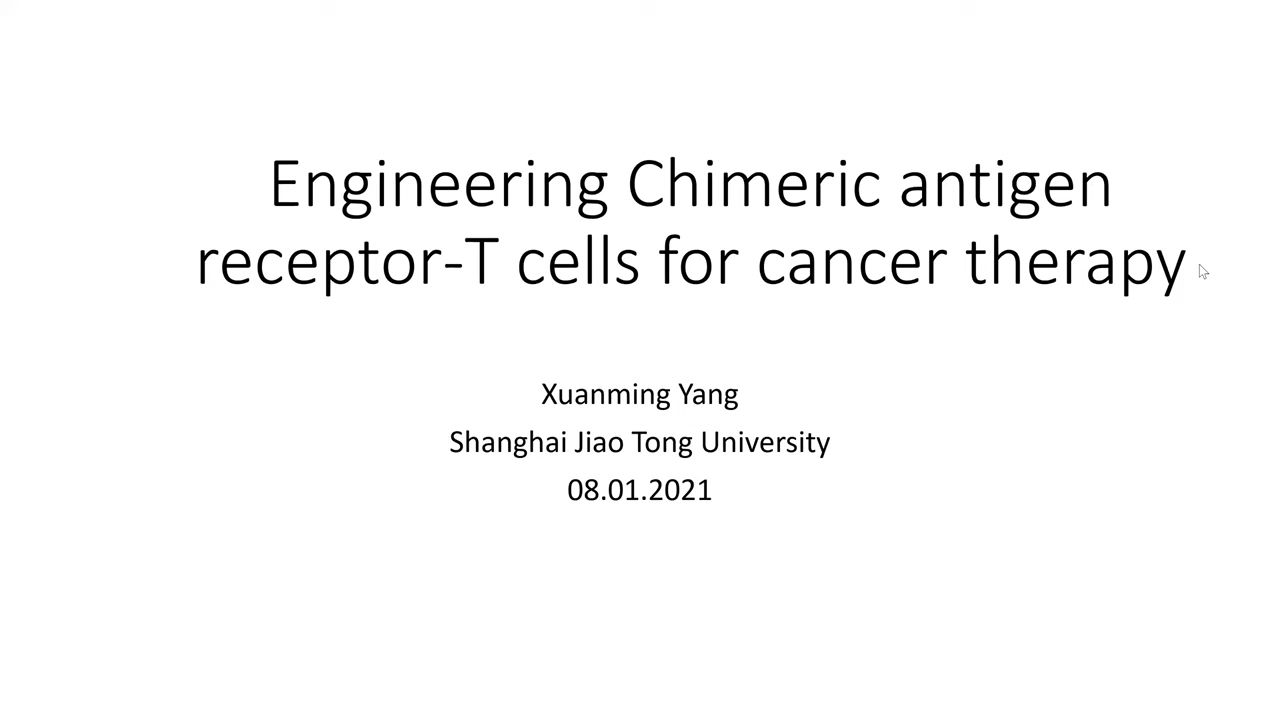 Engineering Chimeric antigen
receptor-T cells for cancer therapy
Xuanming Yang
Shanghai Jiao Tong University
08.01.2021